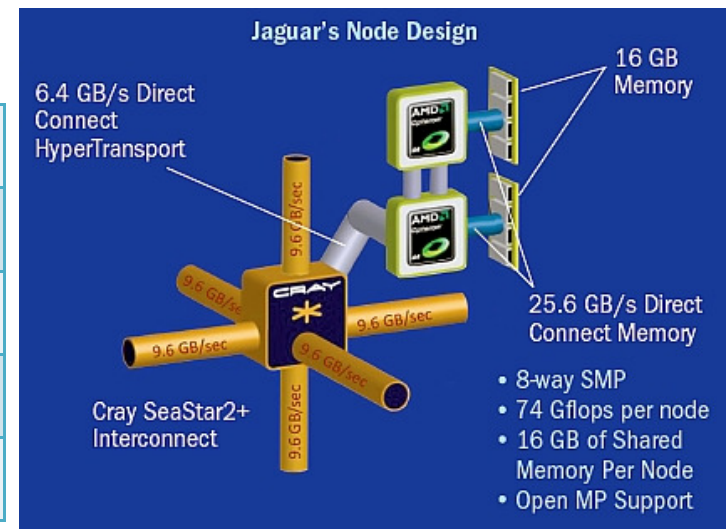 Jaguar's Node Design
16 GB
Memory
6.4 GB/s Direct
Connect
HyperTransport
AMD
Opteron
AMD
Opteron
9.6 GB/sec
CRAY
9.6 GB/sec
9.6 GB/sec
9.6 GB/sec
9.6 GB/sec
9.6 GB/sec
25.6 GB/s Direct
Connect Memory
Cray SeaStar2+
Interconnect
• 8-way SMP
• 74 Gflops per node
• 16 GB of Shared
Memory Per Node
• Open MP Support